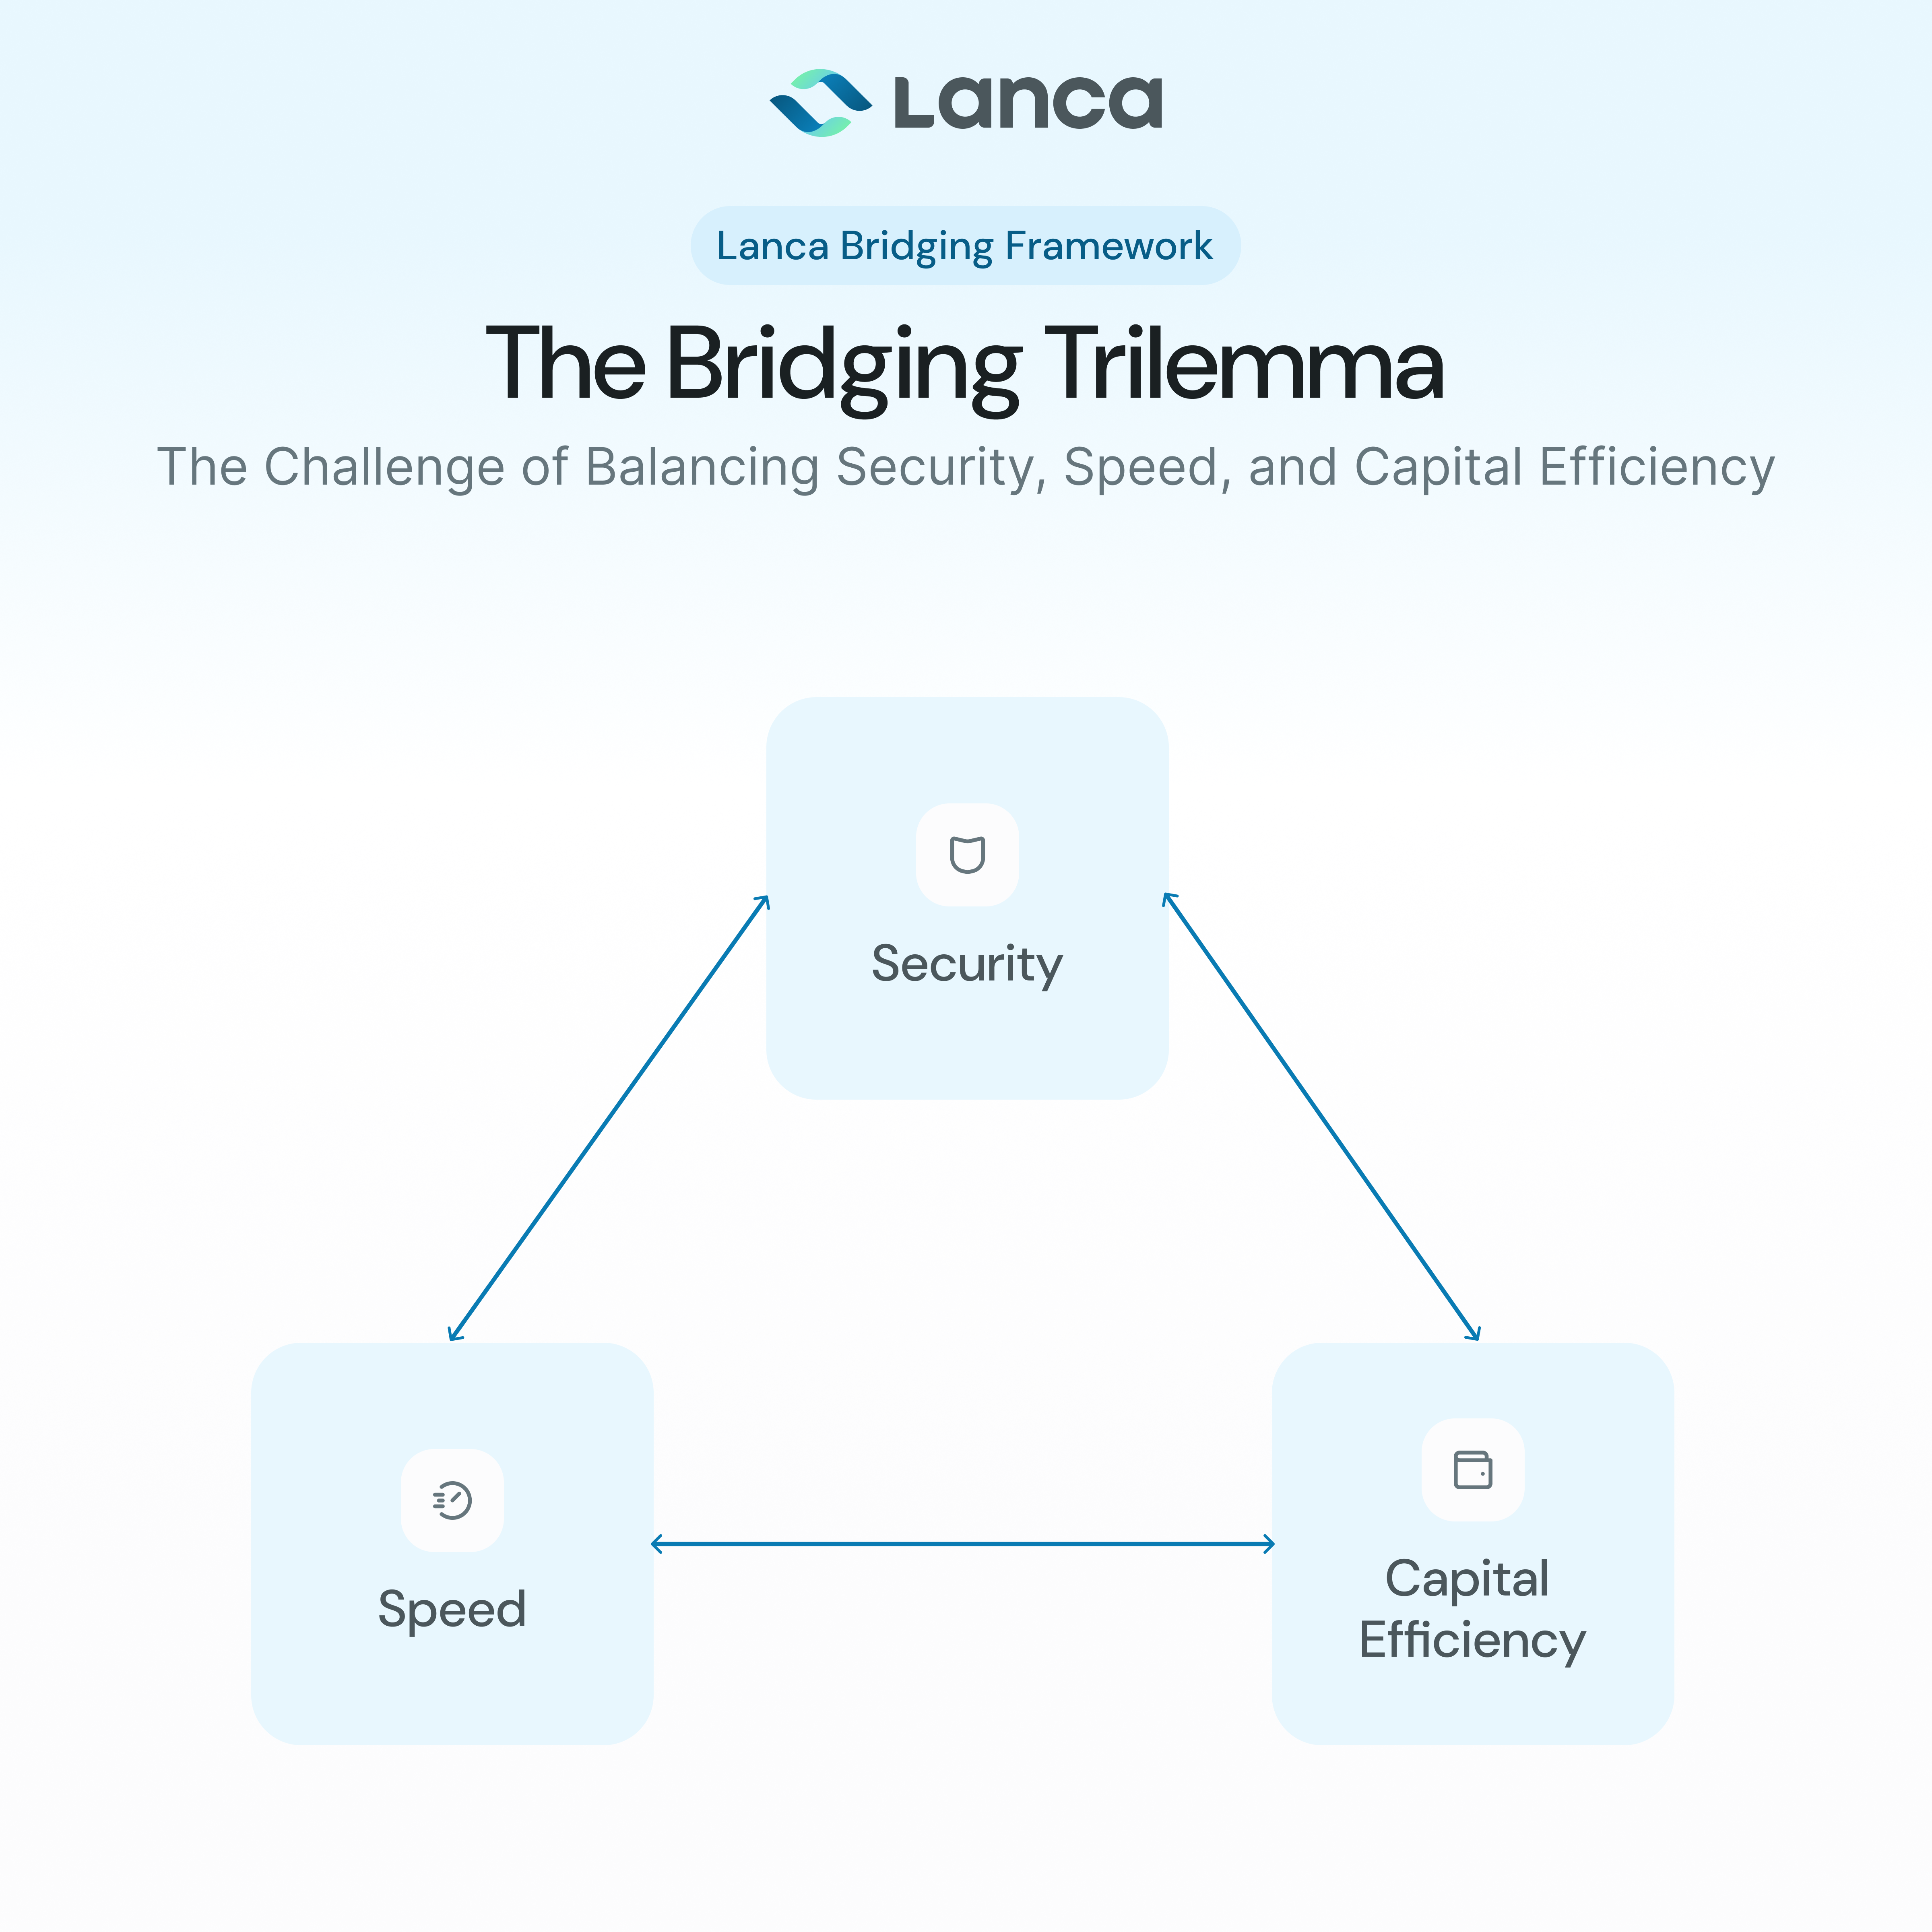 Lanca
Lanca Bridging Framework
The Bridging Trilemma
The Challenge of Balancing Security, Speed, and Capital Efficiency
Security
Speed
Capital
Efficiency